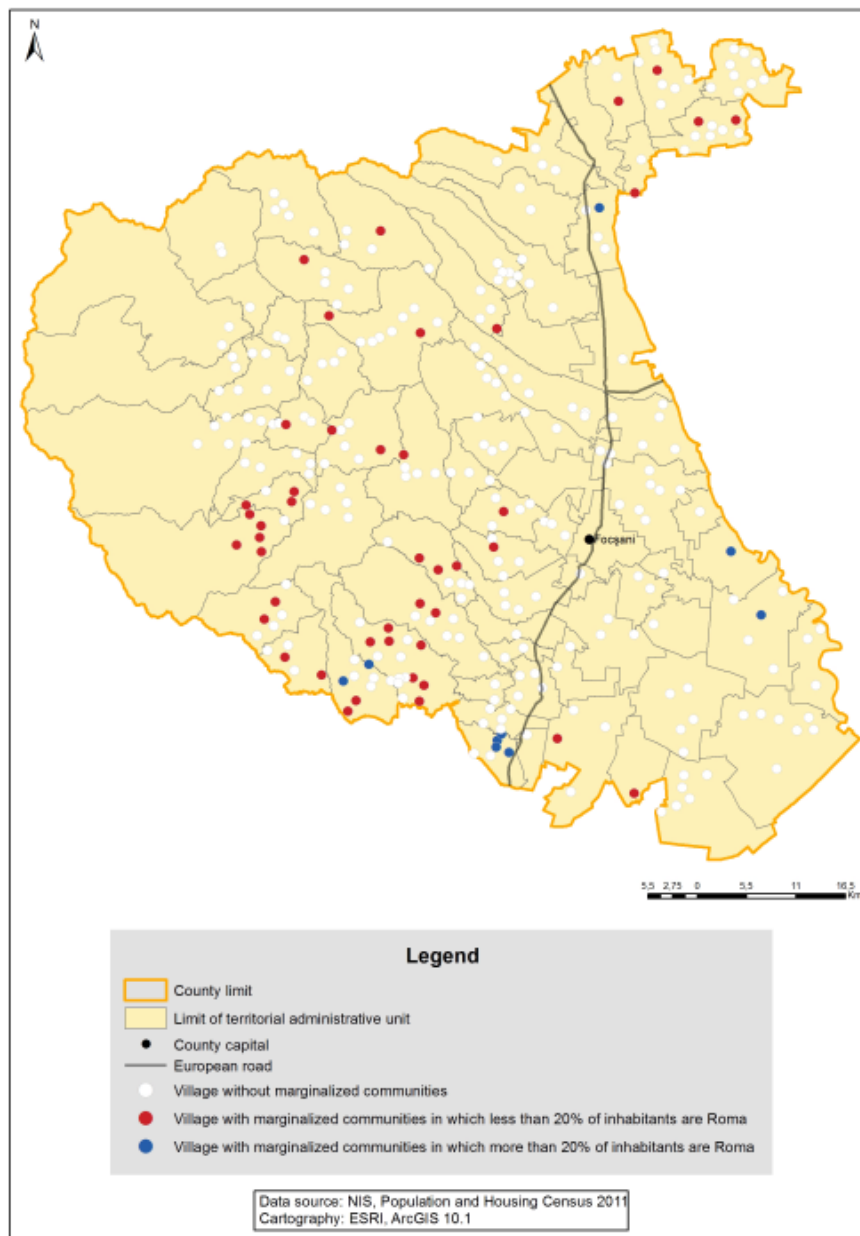 N
Focșani
5,5 2,75 0 5,5 11 16,5
Km
Legend
County limit
Limit of territorial administrative unit
County capital
European road
Village without marginalized communities
Village with marginalized communities in which less than 20% of inhabitants are Roma
Village with marginalized communities in which more than 20% of inhabitants are Roma
Data source: NIS, Population and Housing Census 2011
Cartography: ESRI, ArcGIS 10.1